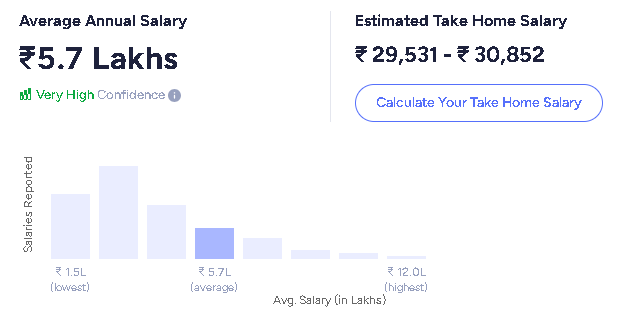 Average Annual Salary
₹5.7 Lakhs
Very High Confidence
Estimated Take Home Salary
₹ 29,531 - ₹ 30,852
Calculate Your Take Home Salary
Salaries Reported
₹ 1.5L
(lowest)
₹ 5.7L
(average)
₹ 12.0L
(highest)
Avg. Salary (in Lakhs)